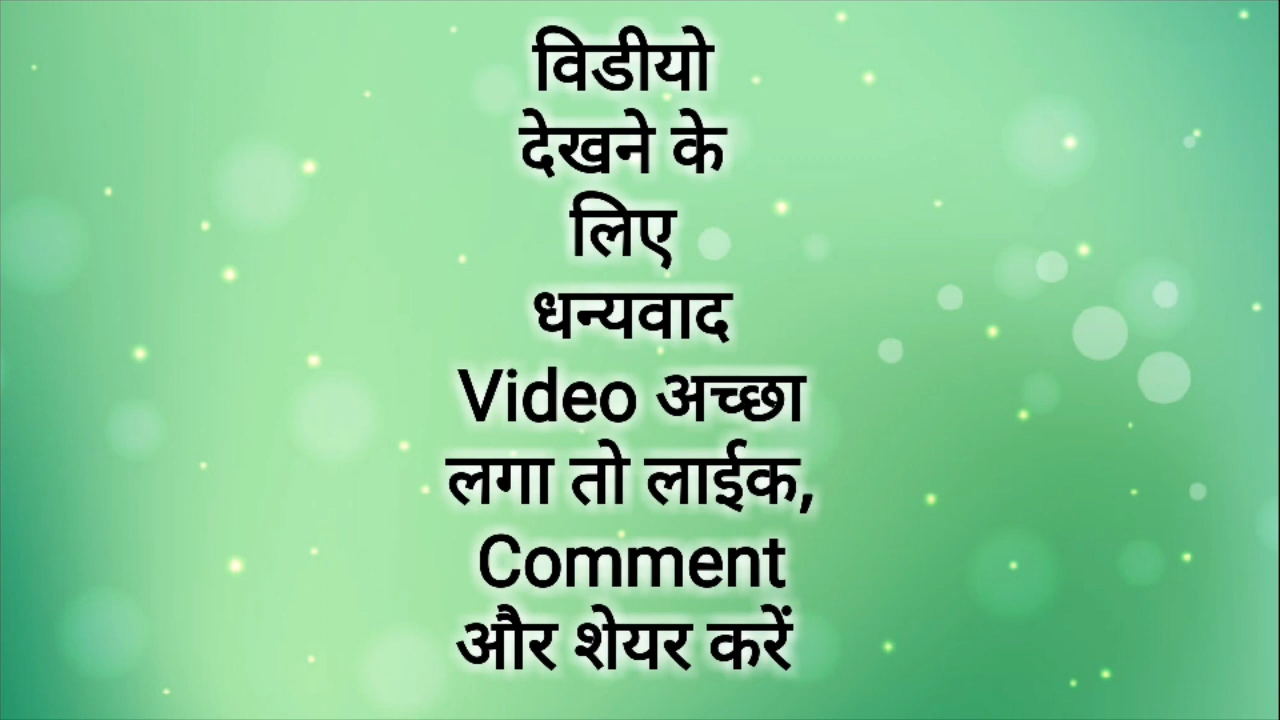 विडीयो
देखने के
लिए
धन्यवाद
Video अच्छा
लगा तो लाईक,
Comment
और शेयर करें